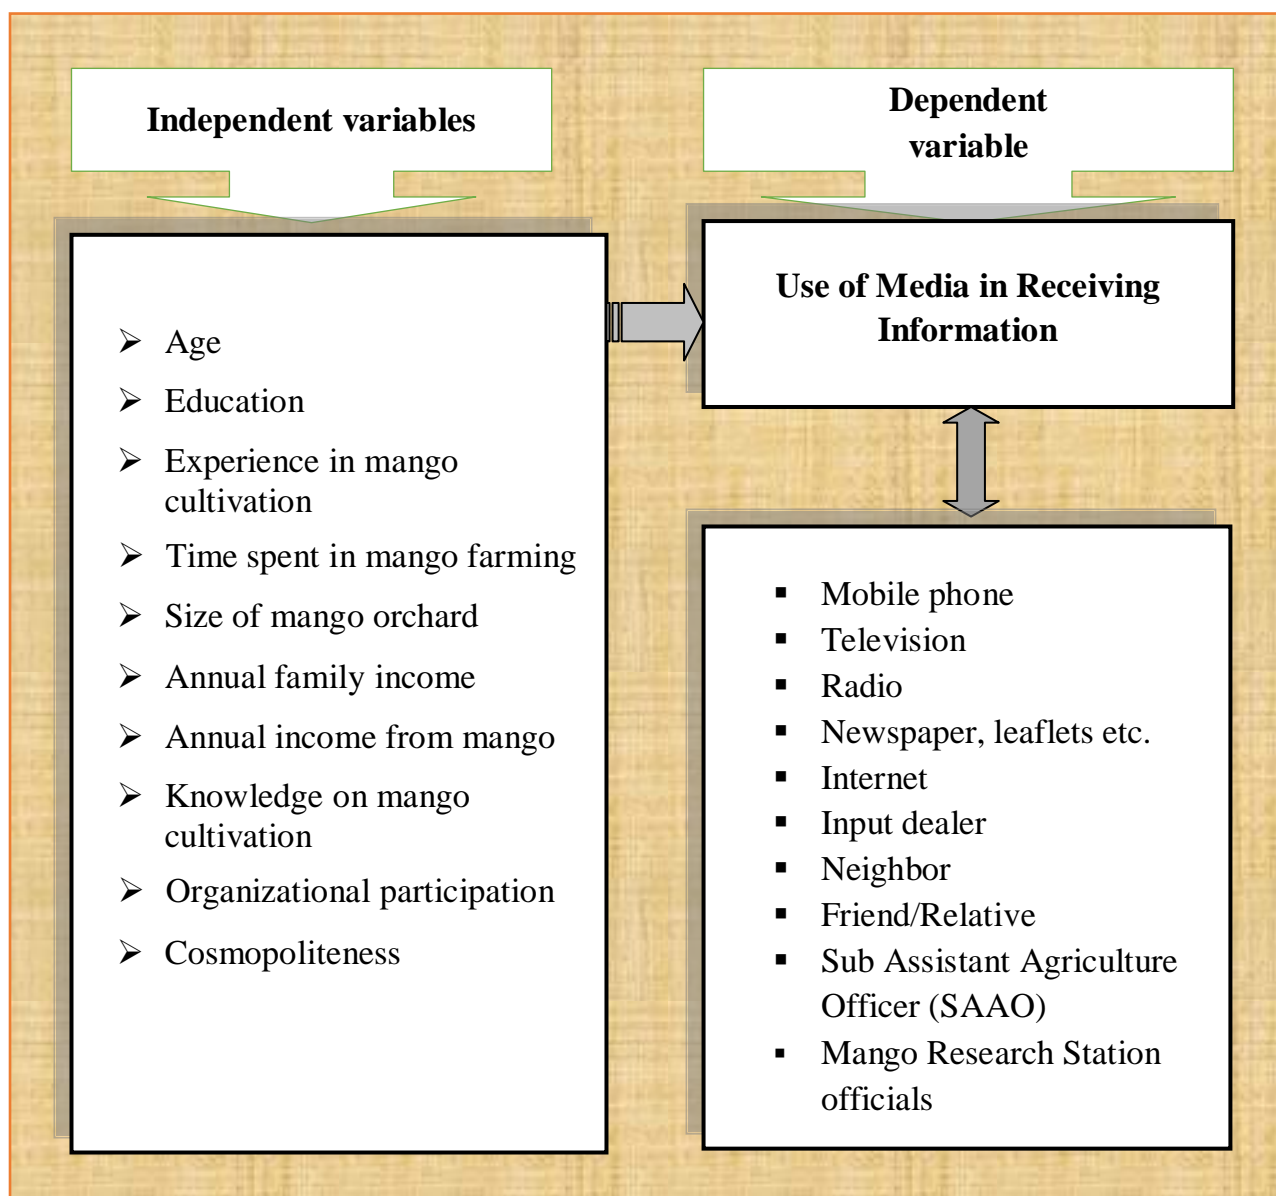 Independent variables
Age
Education
Experience in mango
cultivation
Time spent in mango farming
Size of mango orchard
Annual family income
Annual income from mango
Knowledge on mango
cultivation
Organizational participation
Cosmopoliteness
Dependent
variable
Use of Media in Receiving
Information
Mobile phone
Television
Radio
Newspaper, leaflets etc.
Internet
Input dealer
Neighbor
Friend/Relative
Sub Assistant Agriculture
Officer (SAAO)
Mango Research Station
officials